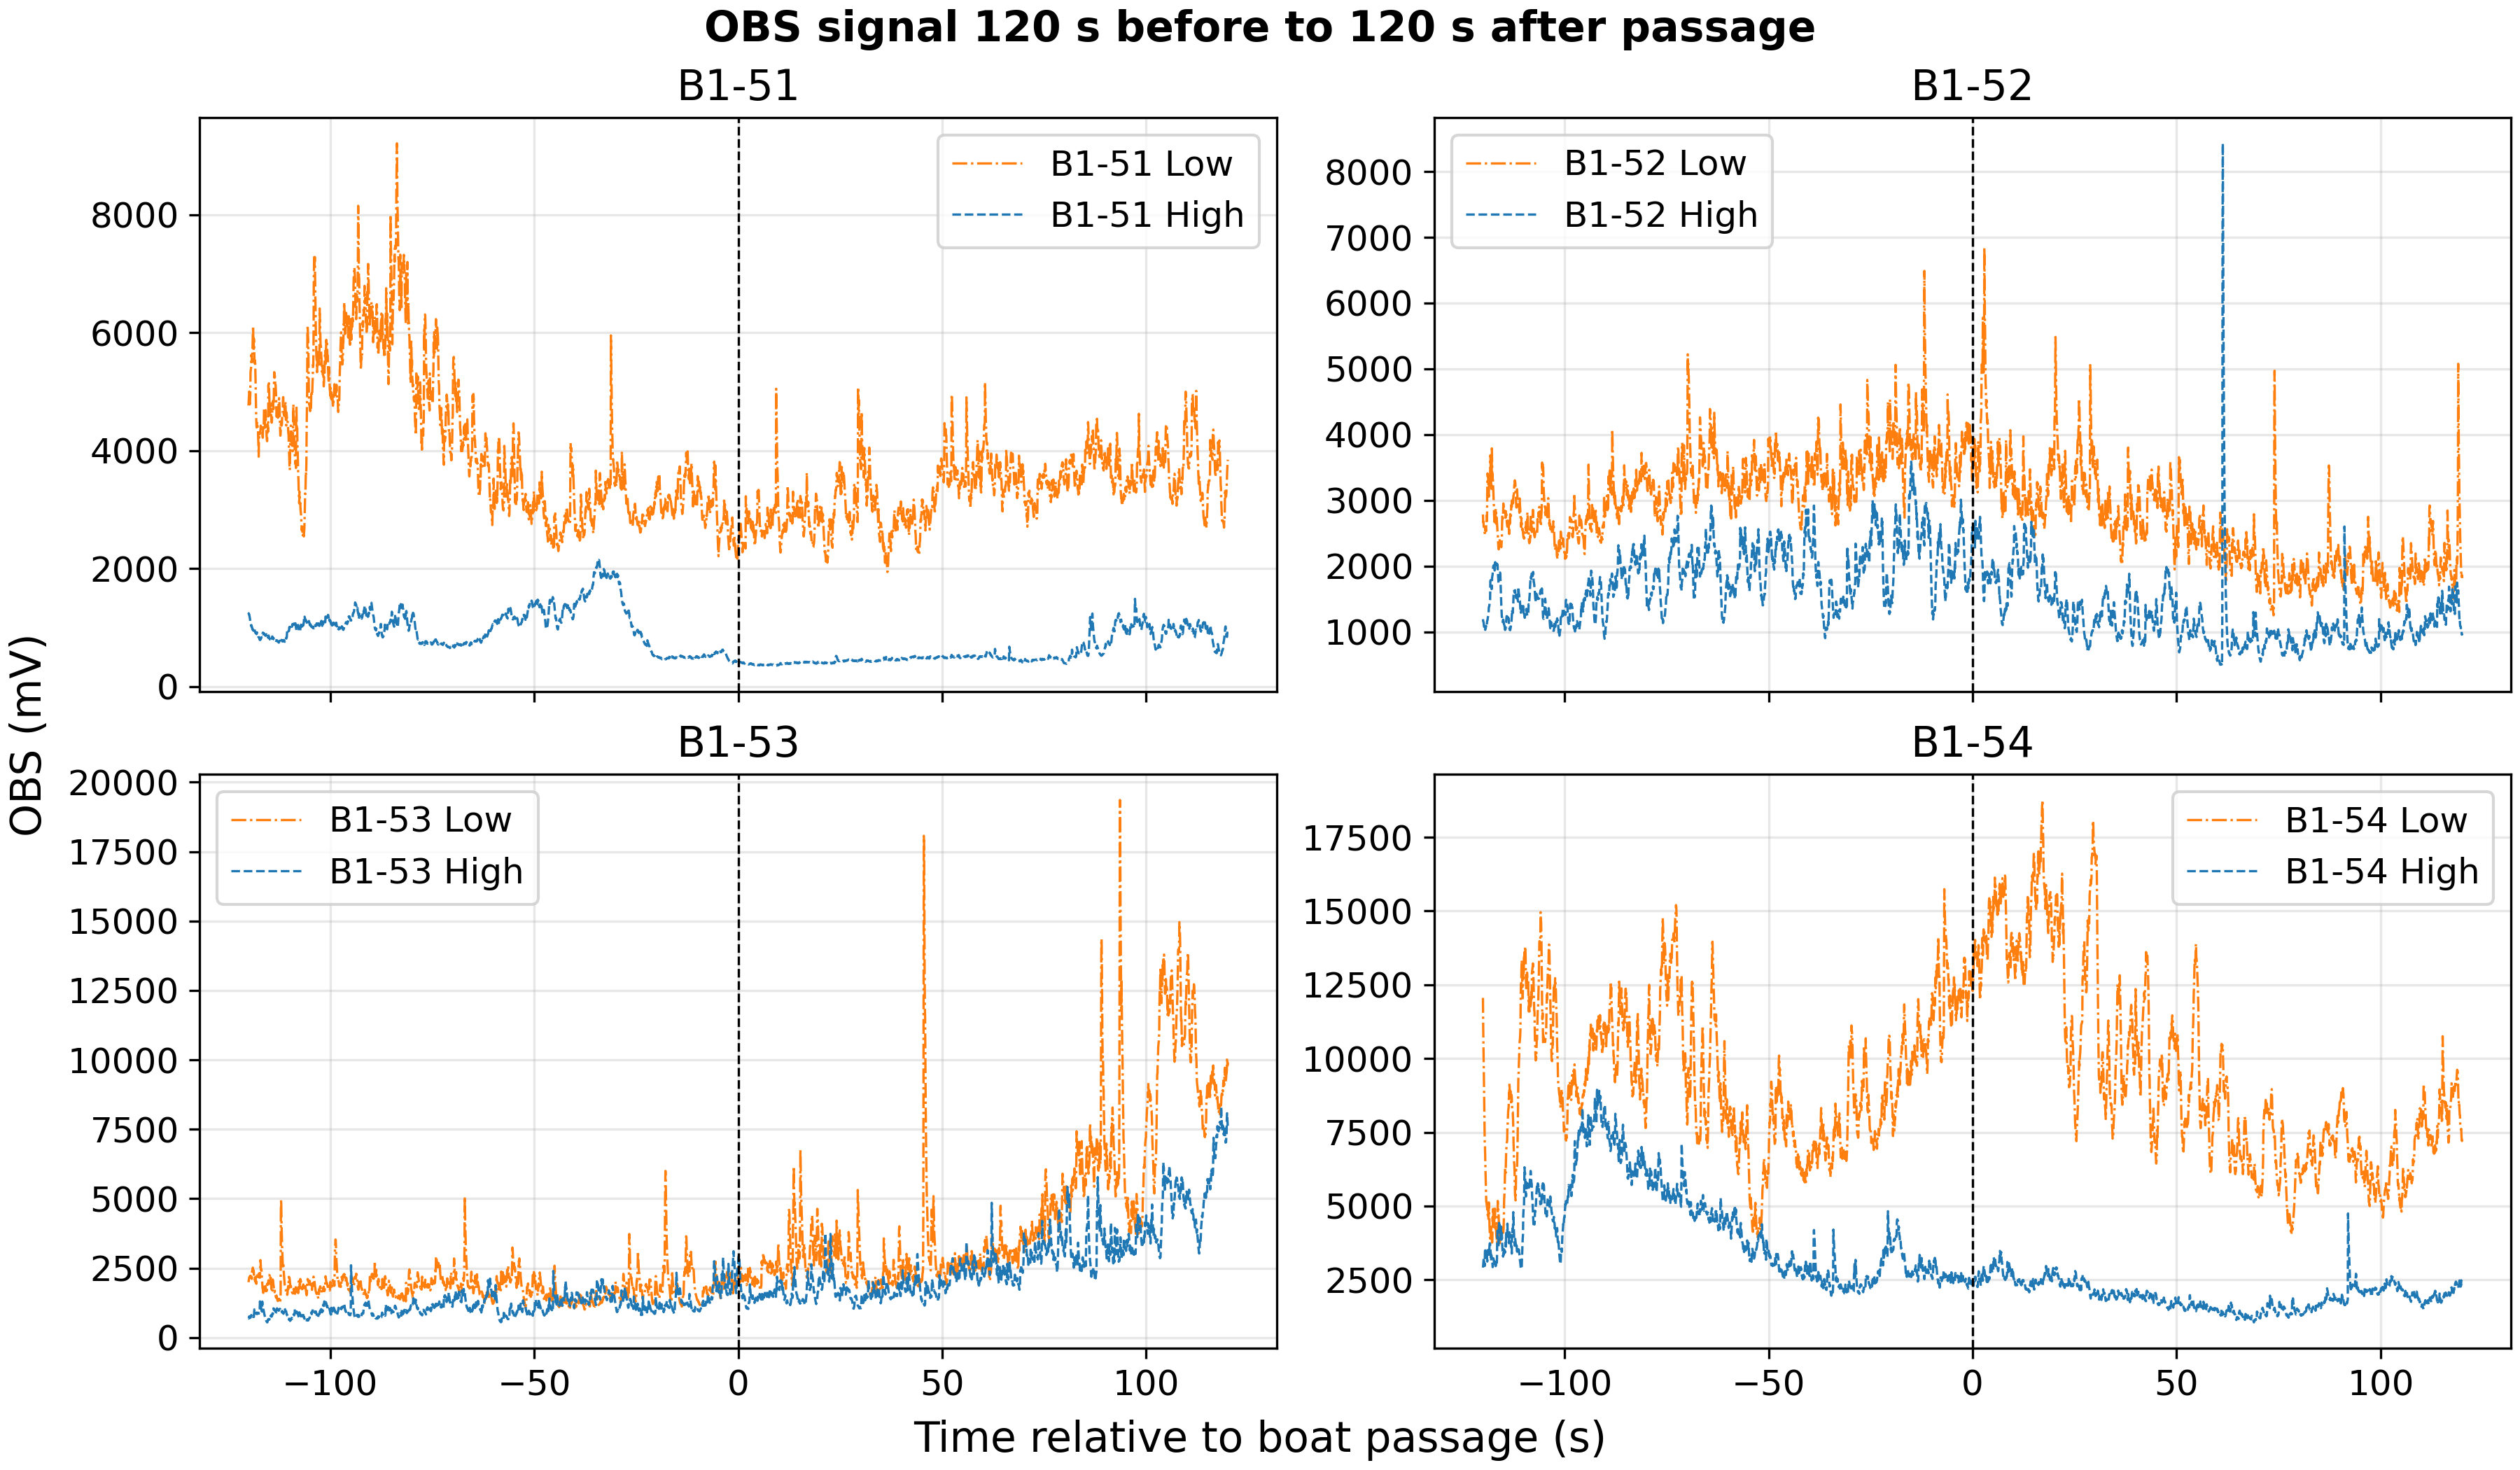 OBS signal 120 s before to 120 s after passage
B1-51
B1-51 Low
B1-51 High
8000
6000
4000
2000
0
B1-52
B1-52 Low
B1-52 High
8000
7000
6000
5000
4000
3000
2000
1000
OBS (mV)
B1-53
B1-53 Low
B1-53 High
20000
17500
15000
12500
10000
7500
5000
2500
0
−100
−50
0
50
100
B1-54
B1-54 Low
B1-54 High
17500
15000
12500
10000
7500
5000
2500
−100
−50
0
50
100
Time relative to boat passage (s)